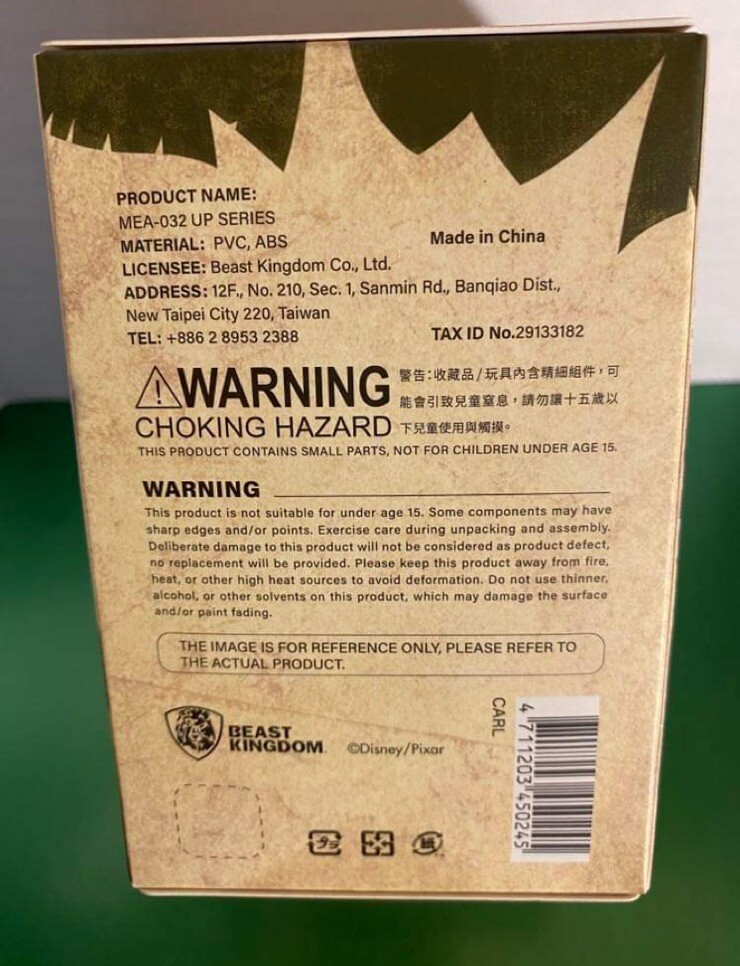 PRODUCT NAME:
MEA-032 UP SERIES
MATERIAL: PVC, ABS
Made in China
LICENSEE: Beast Kingdom Co., Ltd.
ADDRESS: 12F., No. 210, Sec. 1, Sanmin Rd., Banqiao Dist.,
New Taipei City 220, Taiwan
TEL: +886 2 8953 2388
TAX ID No.29133182
WARNING
CHOKING HAZARD
警告:收藏品/玩具內含精細組件,可
能會引致兒童窒息,請勿讓十五歲以
下兒童使用與觸摸。
THIS PRODUCT CONTAINS SMALL PARTS, NOT FOR CHILDREN UNDER AGE 15.
WARNING
This product is not suitable for under age 15. Some components may have
sharp edges and/or points. Exercise care during unpacking and assembly.
Deliberate damage to this product will not be considered as product defect,
no replacement will be provided. Please keep this product away from fire,
heat, or other high heat sources to avoid deformation. Do not use thinner,
alcohol, or other solvents on this product, which may damage the surface
and/or paint fading.
THE IMAGE IS FOR REFERENCE ONLY, PLEASE REFER TO
THE ACTUAL PRODUCT.
BEAST
KINGDOM
©Disney/Pixar
CARL
4 711203 450245
プラ
紙